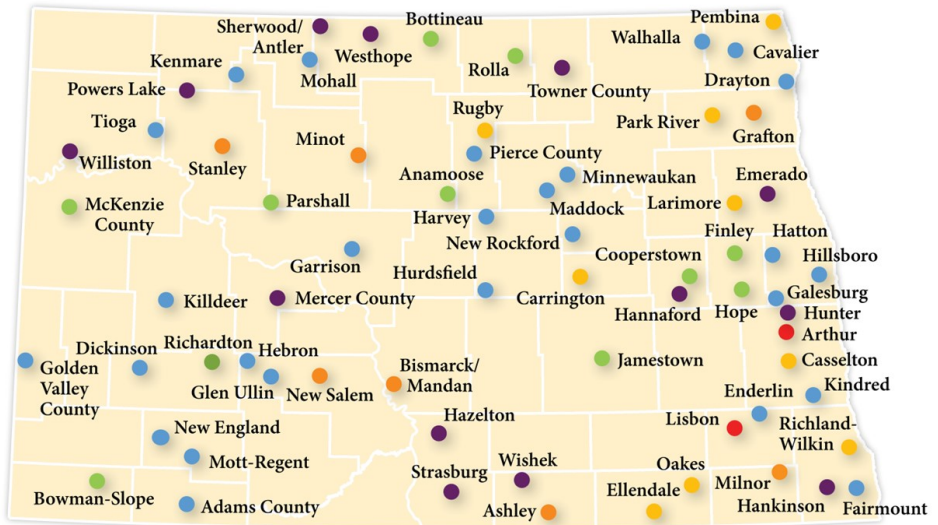 Sherwood/
Antler
Westhope
Bottineau
Pembina
Walhalla
Cavalier
Kenmare
Mohall
Rolla
Towner County
Drayton
Powers Lake
Tioga
Rugby
Park River
Grafton
Minot
Williston
Stanley
Pierce County
Anamoose
Minnewaukan
Emerado
McKenzie
County
Parshall
Maddock
Larimore
Harvey
New Rockford
Finley
Hatton
Garrison
Hurdsfield
Cooperstown
Hillsboro
Killdeer
Mercer County
Carrington
Hannaford
Hope
Galesburg
Hunter
Arthur
Dickinson
Richardton
Hebron
Golden
Valley
County
Glen Ullin
New Salem
Bismarck/
Mandan
Jamestown
Casselton
Enderlin
Kindred
Hazelton
Lisbon
Richland-
Wilkin
New England
Mott-Regent
Strasburg
Wishek
Oakes
Milnor
Bowman-Slope
Adams County
Ashley
Ellendale
Hankinson
Fairmount